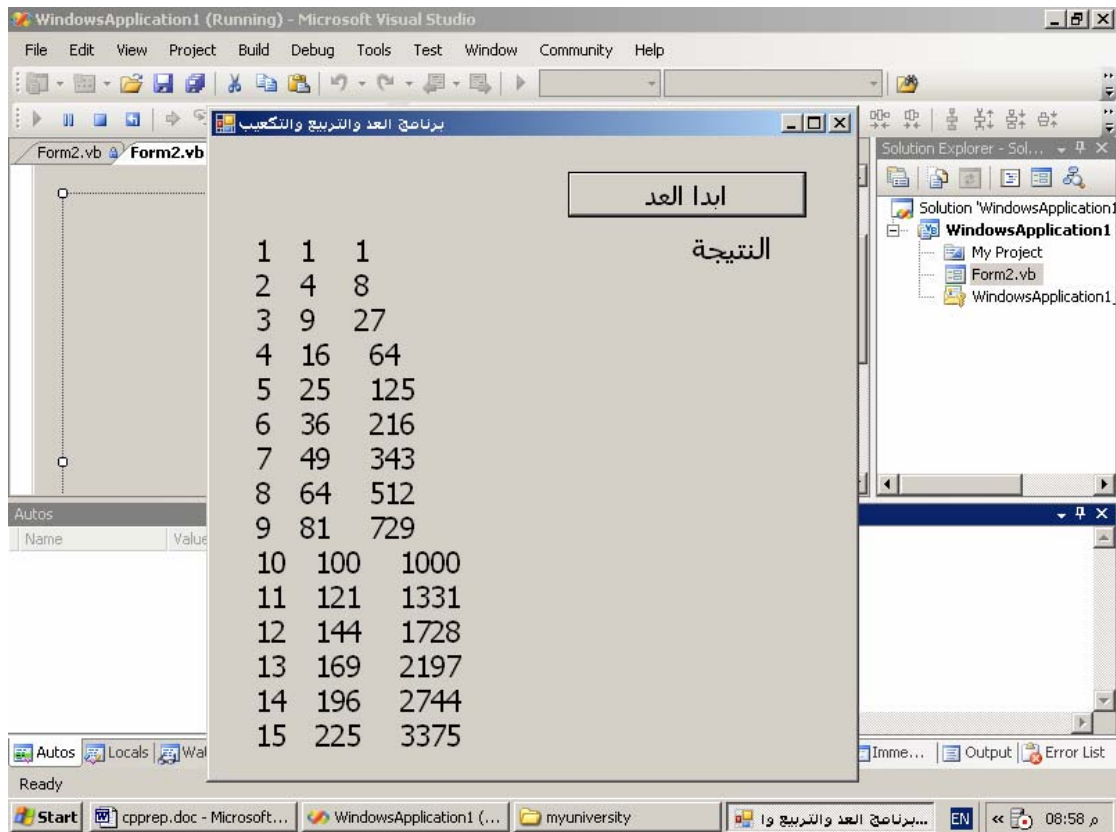 WindowsApplication1 (Running) - Microsoft Visual Studio
File Edit View Project Build Debug Tools Test Window Community Help
برنامج العد والتربيع والتكعيب
Form2.vb Form2.vb
Solution Explorer - Sol...
ابدا العد
Solution 'WindowsApplication1
WindowsApplication1
My Project
Form2.vb
WindowsApplication1_
النتيجة
1 1 1
2 4 8
3 9 27
4 16 64
5 25 125
6 36 216
7 49 343
8 64 512
9 81 729
10 100 1000
11 121 1331
12 144 1728
13 169 2197
14 196 2744
15 225 3375
Autos
Name Value
Autos Locals Wat
Imme... Output Error List
Ready
Start cpprep.doc - Microsoft... WindowsApplication1 (... myuniversity برنامج العد والتربيع وا... EN « 08:58 م